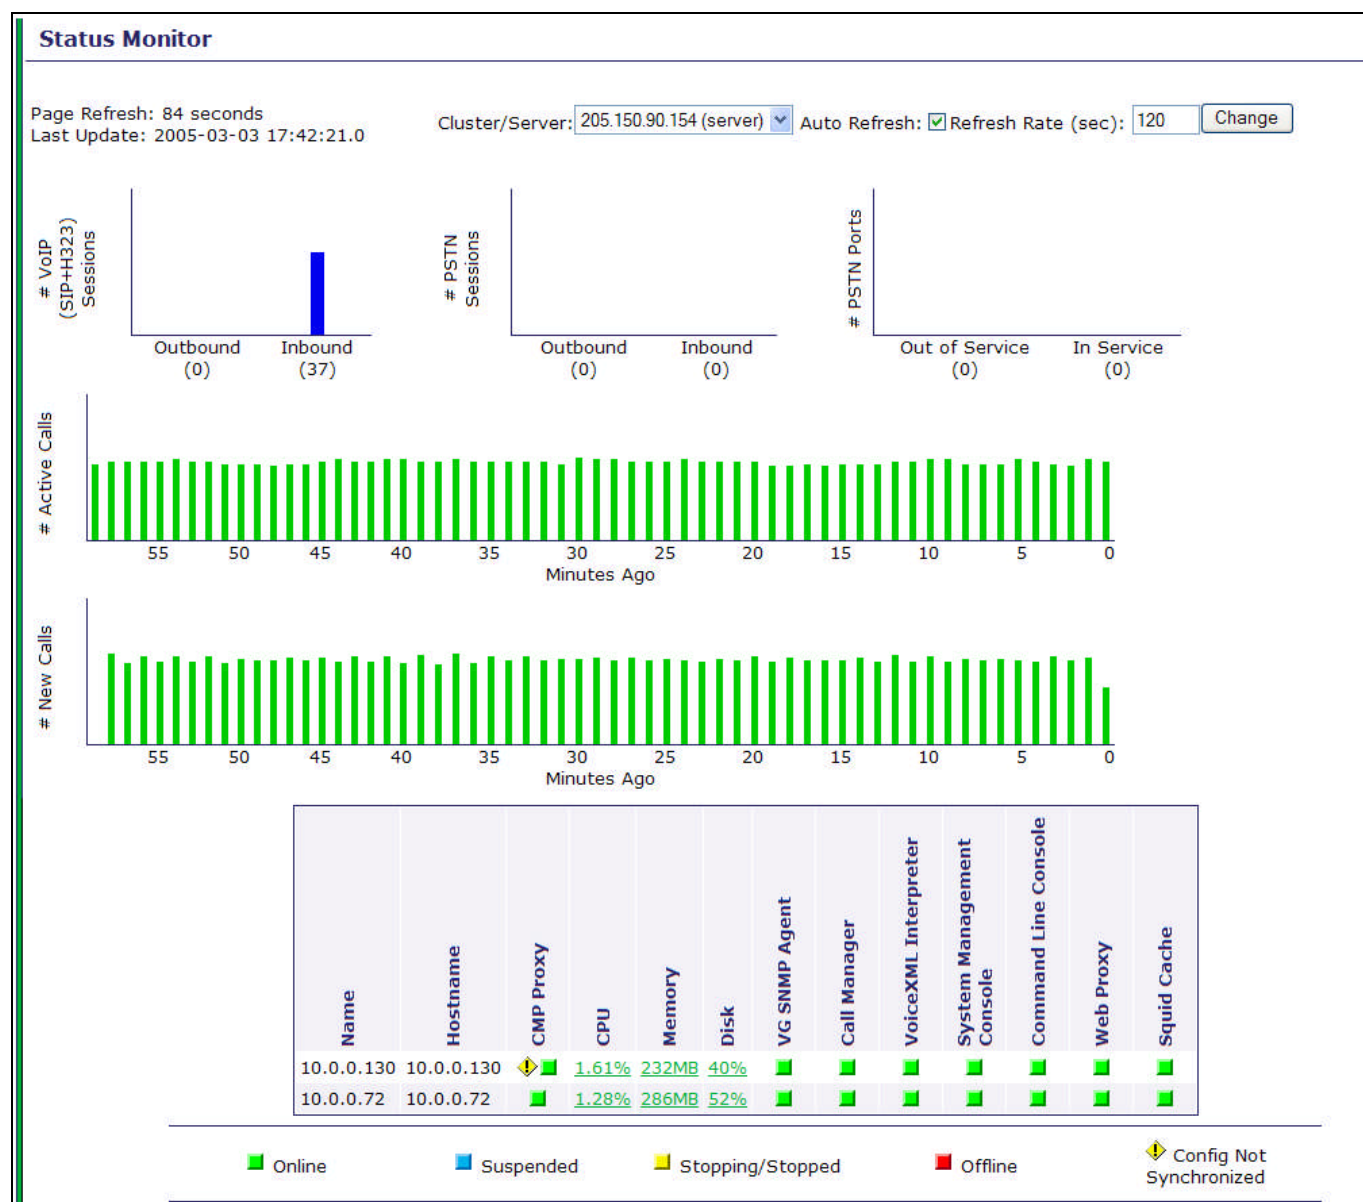 Status Monitor
Page Refresh: 84 seconds
Last Update: 2005-03-03 17:42:21.0
Cluster/Server: 205.150.90.154 (server) Auto Refresh: Refresh Rate (sec): 120 Change
# VoIP
(SIP+H323)
Sessions
Outbound Inbound
(0) (37)
# PSTN
Sessions
Outbound Inbound
(0) (0)
# PSTN Ports
Out of Service In Service
(0) (0)
# Active Calls
55 50 45 40 35 30 25 20 15 10 5 0
Minutes Ago
# New Calls
55 50 45 40 35 30 25 20 15 10 5 0
Minutes Ago
Name
Hostname
CMP Proxy
CPU
Memory
Disk
VG SNMP Agent
Call Manager
VoiceXML Interpreter
System Management
Console
Command Line Console
Web Proxy
Squid Cache
10.0.0.130 10.0.0.130 1.61% 232MB 40%
10.0.0.72 10.0.0.72 1.28% 286MB 52%
Online Suspended Stopping/Stopped Offline Config Not
Synchronized